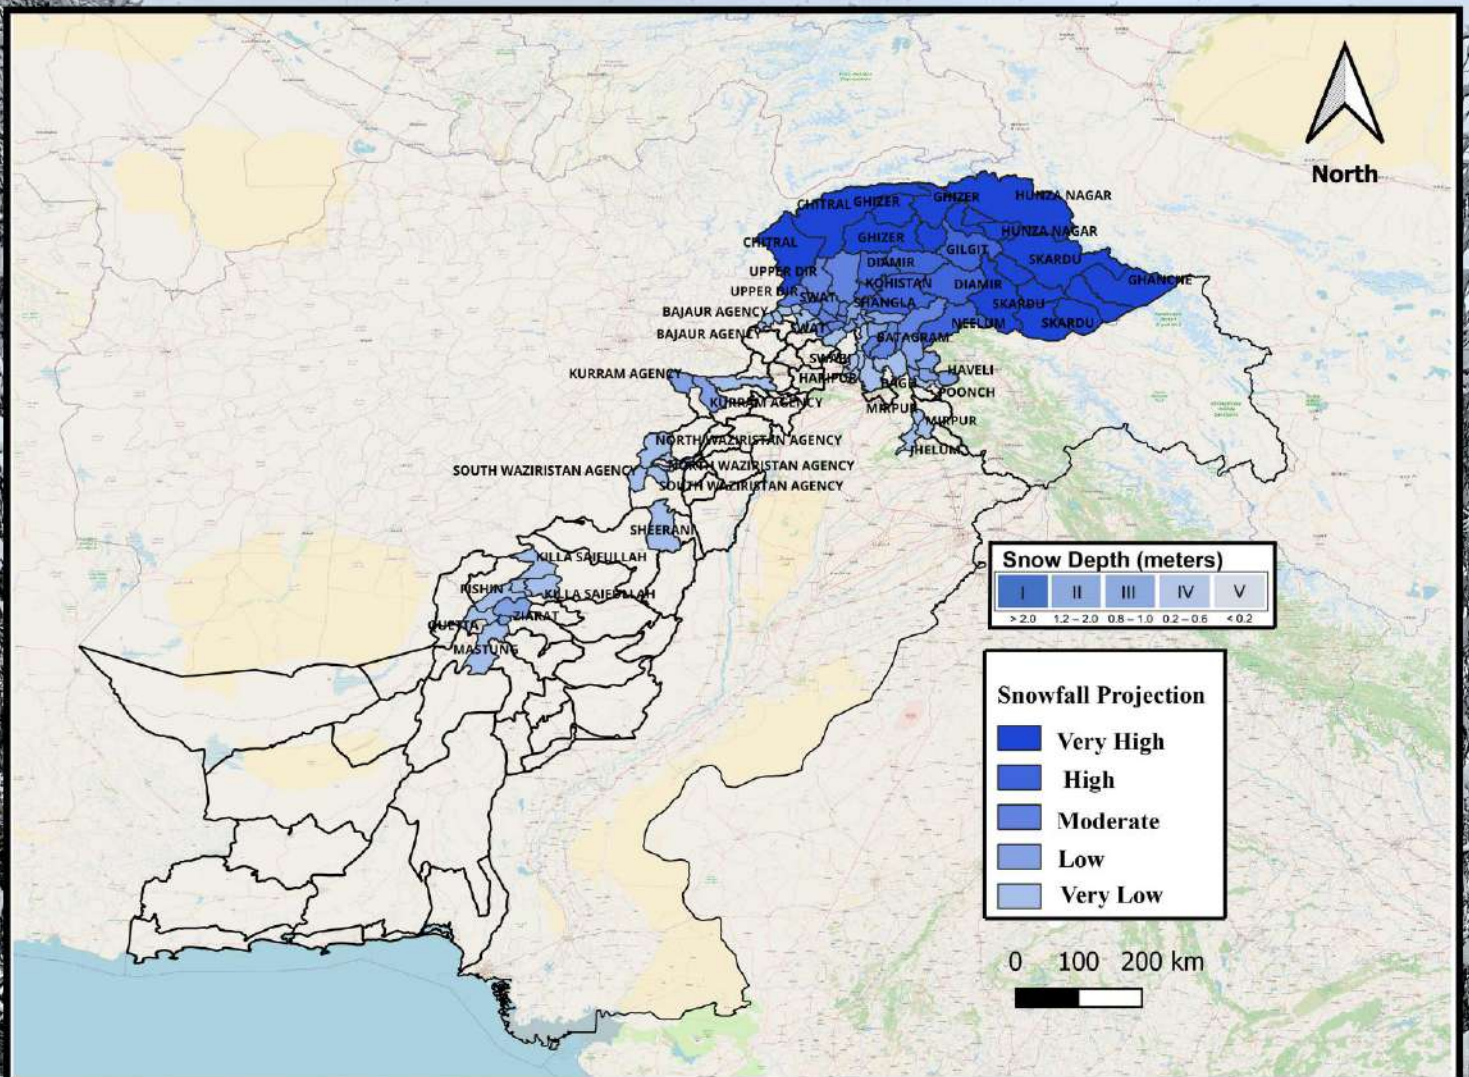 North
HUNZA NAGAR
GHIZER
CHITRAL
GHIZER
HUNZA NAGAR
CHITRAL
GHIZER
GILGIT
SKARDU
UPPER DIR
DIAMIR
GHANCHE
KOHISTAN
DIAMIR
UPPER DIR
SWAT
SHANGLA
SKARDU
BAJAUR AGENCY
SWAT
NEELUM
SKARDU
BAJAUR AGENCY
BATAGRAM
SWABI
HAVELI
KURRAM AGENCY
HARIPUR
BAGH
POONCH
KURRAM AGENCY
MIRPUR
MIRPUR
NORTH WAZIRISTAN AGENCY
JHELUM
SOUTH WAZIRISTAN AGENCY
NORTH WAZIRISTAN AGENCY
SOUTH WAZIRISTAN AGENCY
SHEERANI
KILLA SAIFULLAH
PISHIN
KILLA SAIFULLAH
ZIARAT
QUETTA
MASTUNG
Snow Depth (meters)
I II III IV V
> 2.0 1.2 – 2.0 0.8 – 1.0 0.2 – 0.6 < 0.2
Snowfall Projection
Very High
High
Moderate
Low
Very Low
0 100 200 km